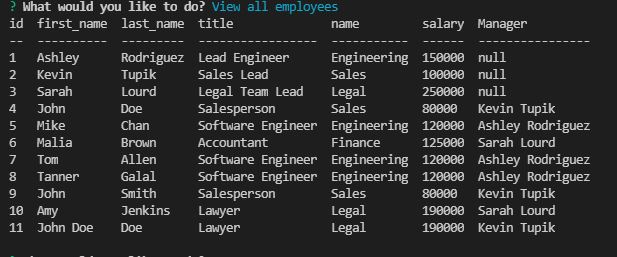 ? What would you like to do? View all employees
id  first_name  last_name  title              name         salary  Manager
--  ----------  ---------  -----------------  -----------  ------  ----------------
1   Ashley      Rodriguez  Lead Engineer      Engineering  150000  null
2   Kevin       Tupik      Sales Lead         Sales        100000  null
3   Sarah       Lourd      Legal Team Lead    Legal        250000  null
4   John        Doe        Salesperson        Sales        80000   Kevin Tupik
5   Mike        Chan       Software Engineer  Engineering  120000  Ashley Rodriguez
6   Malia       Brown      Accountant         Finance      125000  Sarah Lourd
7   Tom         Allen      Software Engineer  Engineering  120000  Ashley Rodriguez
8   Tanner      Galal      Software Engineer  Engineering  120000  Ashley Rodriguez
9   John        Smith      Salesperson        Sales        80000   Kevin Tupik
10  Amy         Jenkins    Lawyer             Legal        190000  Sarah Lourd
11  John Doe    Doe        Lawyer             Legal        190000  Kevin Tupik